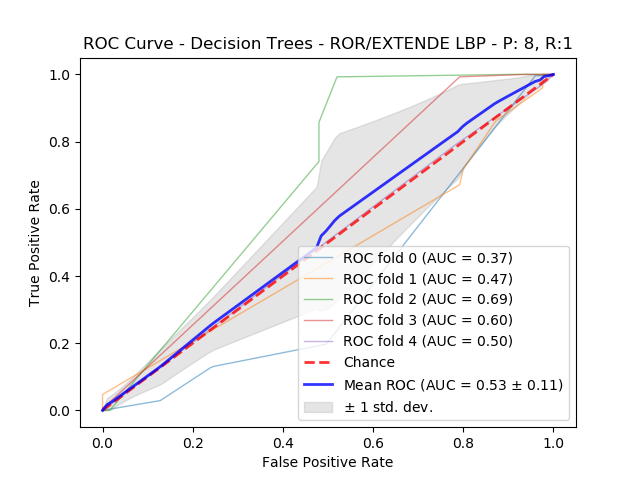 ROC Curve - Decision Trees - ROR/EXTENDE LBP - P: 8, R:1
1.0
0.8
0.6
0.4
0.2
0.0
True Positive Rate
ROC fold 0 (AUC = 0.37)
ROC fold 1 (AUC = 0.47)
ROC fold 2 (AUC = 0.69)
ROC fold 3 (AUC = 0.60)
ROC fold 4 (AUC = 0.50)
Chance
Mean ROC (AUC = 0.53 ± 0.11)
± 1 std. dev.
0.0 0.2 0.4 0.6 0.8 1.0
False Positive Rate